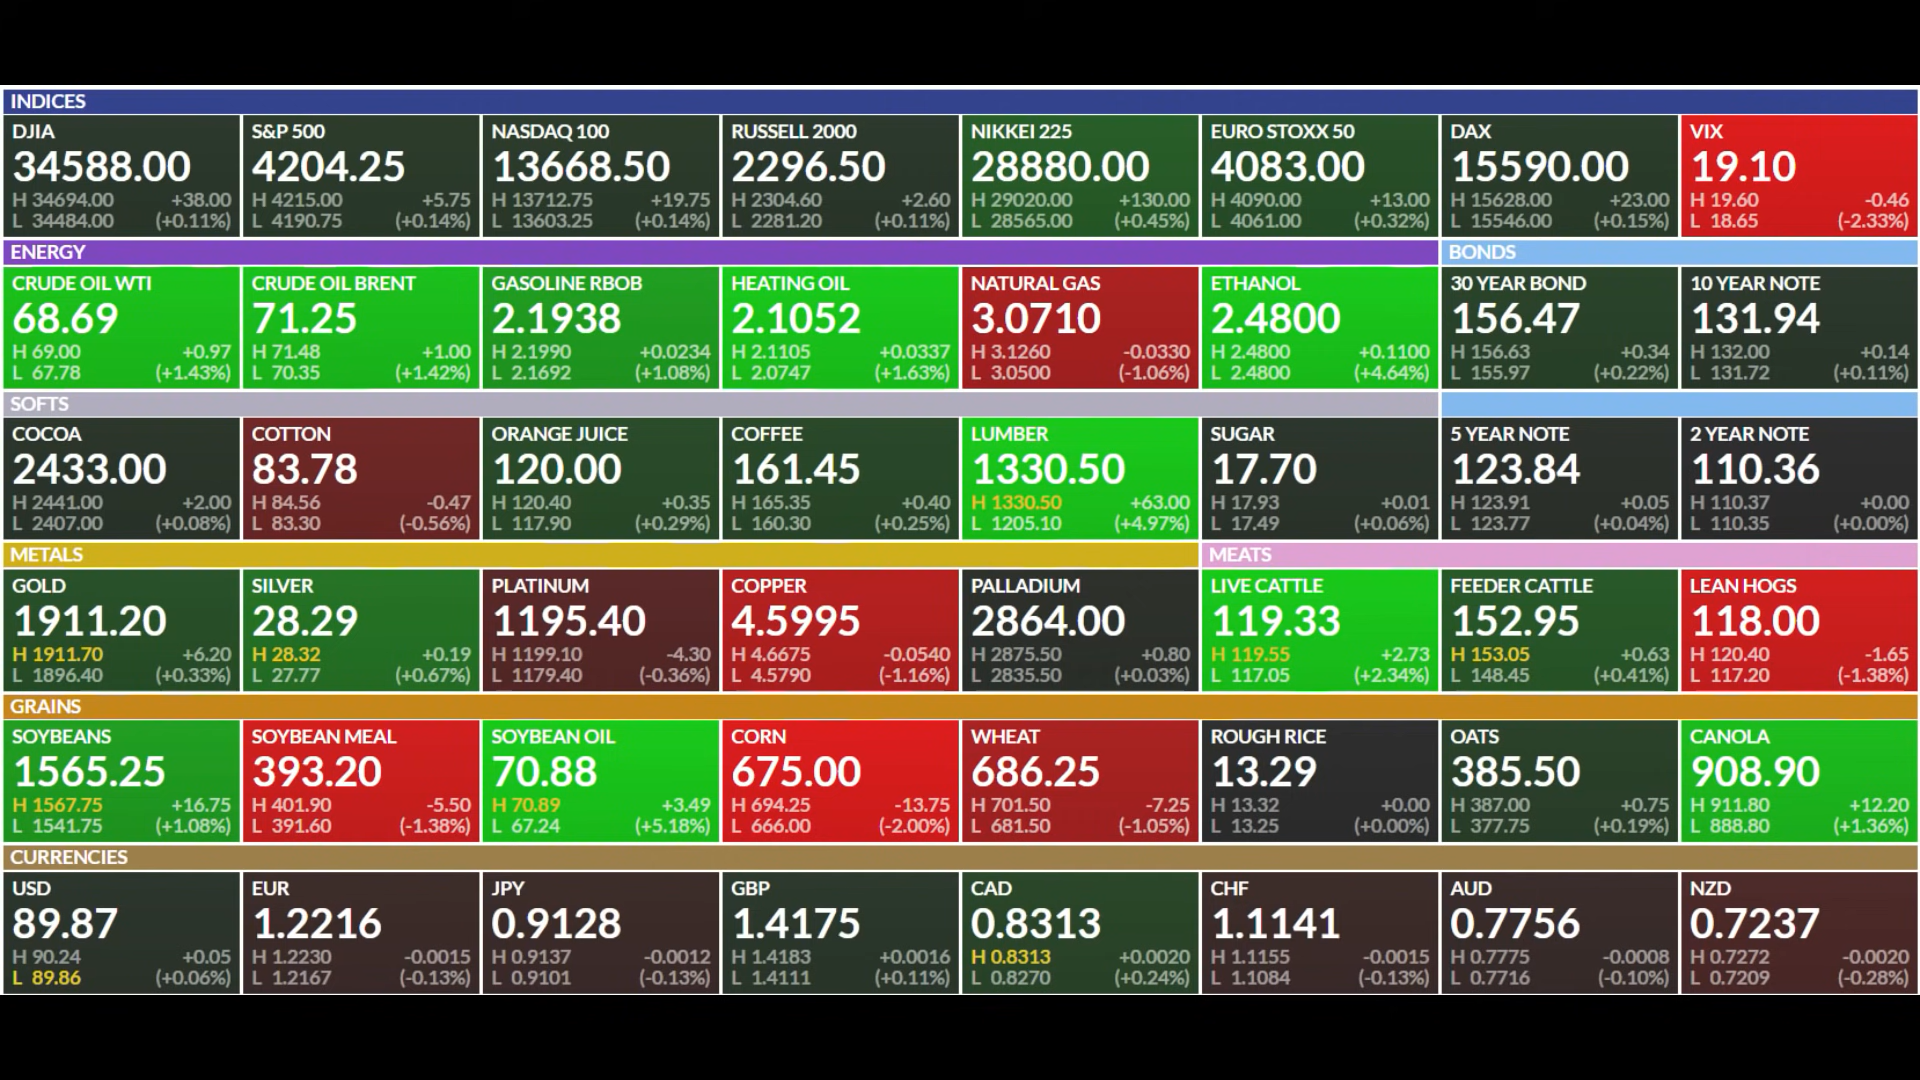 INDICES
DJIA S&P 500 NASDAQ 100 RUSSELL 2000 NIKKEI 225 EURO STOXX 50 DAX VIX
34588.00 4204.25 13668.50 2296.50 28880.00 4083.00 15590.00 19.10
H 34694.00 +38.00 H 4215.00 +5.75 H 13712.75 +19.75 H 2304.60 +2.60 H 29020.00 +130.00 H 4090.00 +13.00 H 15628.00 +23.00 H 19.60 -0.46
L 34484.00 (+0.11%) L 4190.75 (+0.14%) L 13603.25 (+0.14%) L 2281.20 (+0.11%) L 28565.00 (+0.45%) L 4061.00 (+0.32%) L 15546.00 (+0.15%) L 18.65 (-2.33%)
ENERGY BONDS
CRUDE OIL WTI CRUDE OIL BRENT GASOLINE RBOB HEATING OIL NATURAL GAS ETHANOL 30 YEAR BOND 10 YEAR NOTE
68.69 71.25 2.1938 2.1052 3.0710 2.4800 156.47 131.94
H 69.00 +0.97 H 71.48 +1.00 H 2.1990 +0.0234 H 2.1105 +0.0337 H 3.1260 -0.0330 H 2.4800 +0.1100 H 156.63 +0.34 H 132.00 +0.14
L 67.78 (+1.43%) L 70.35 (+1.42%) L 2.1692 (+1.08%) L 2.0747 (+1.63%) L 3.0500 (-1.06%) L 2.4800 (+4.64%) L 155.97 (+0.22%) L 131.72 (+0.11%)
SOFTS
COCOA COTTON ORANGE JUICE COFFEE LUMBER SUGAR 5 YEAR NOTE 2 YEAR NOTE
2433.00 83.78 120.00 161.45 1330.50 17.70 123.84 110.36
H 2441.00 +2.00 H 84.56 -0.47 H 120.40 +0.35 H 165.35 +0.40 H 1330.50 +63.00 H 17.93 +0.01 H 123.91 +0.05 H 110.37 +0.00
L 2407.00 (+0.08%) L 83.30 (-0.56%) L 117.90 (+0.29%) L 160.30 (+0.25%) L 1205.10 (+4.97%) L 17.49 (+0.06%) L 123.77 (+0.04%) L 110.35 (+0.00%)
METALS MEATS
GOLD SILVER PLATINUM COPPER PALLADIUM LIVE CATTLE FEEDER CATTLE LEAN HOGS
1911.20 28.29 1195.40 4.5995 2864.00 119.33 152.95 118.00
H 1911.70 +6.20 H 28.32 +0.19 H 1199.10 -4.30 H 4.6675 -0.0540 H 2875.50 +0.80 H 119.55 +2.73 H 153.05 +0.63 H 120.40 -1.65
L 1896.40 (+0.33%) L 27.77 (+0.67%) L 1179.40 (-0.36%) L 4.5790 (-1.16%) L 2835.50 (+0.03%) L 117.05 (+2.34%) L 148.45 (+0.41%) L 117.20 (-1.38%)
GRAINS
SOYBEANS SOYBEAN MEAL SOYBEAN OIL CORN WHEAT ROUGH RICE OATS CANOLA
1565.25 393.20 70.88 675.00 686.25 13.29 385.50 908.90
H 1567.75 +16.75 H 401.90 -5.50 H 70.89 +3.49 H 694.25 -13.75 H 701.50 -7.25 H 13.32 +0.00 H 387.00 +0.75 H 911.80 +12.20
L 1541.75 (+1.08%) L 391.60 (-1.38%) L 67.24 (+5.18%) L 666.00 (-2.00%) L 681.50 (-1.05%) L 13.25 (+0.00%) L 377.75 (+0.19%) L 888.80 (+1.36%)
CURRENCIES
USD EUR JPY GBP CAD CHF AUD NZD
89.87 1.2216 0.9128 1.4175 0.8313 1.1141 0.7756 0.7237
H 90.24 +0.05 H 1.2230 -0.0015 H 0.9137 -0.0012 H 1.4183 +0.0016 H 0.8313 +0.0020 H 1.1155 -0.0015 H 0.7775 -0.0008 H 0.7272 -0.0020
L 89.86 (+0.06%) L 1.2167 (-0.13%) L 0.9101 (-0.13%) L 1.4111 (+0.11%) L 0.8270 (+0.24%) L 1.1084 (-0.13%) L 0.7716 (-0.10%) L 0.7209 (-0.28%)